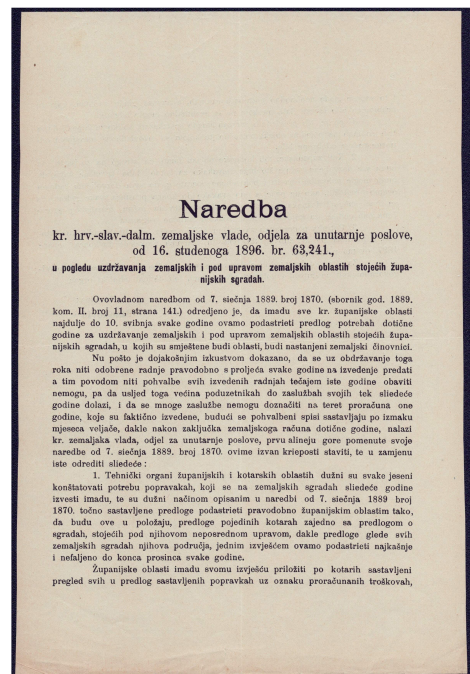 Naredba
kr. hrv.-slav.-dalm. zemaljske vlade, odjela za unutarnje poslove,
od 16. studenoga 1896. br. 63,241.,
u pogledu uzdržavanja zemaljskih i pod upravom zemaljskih oblastih stojećih župa-
nijskih sgradah.
Ovovladnom naredbom od 7. siečnja 1889. broj 1870. (sbornik god. 1889.
kom. II. broj 11, strana 141.) odredjeno je, da imadu sve kr. županijske oblasti
najdulje do 10. svibnja svake godine ovamo podastrieti predlog potrebah dotične
godine za uzdržavanje zemaljskih i pod upravom zemaljskih oblastih stojećih župa-
nijskih sgradah, u kojih su smještene budi oblasti, budi nastanjeni zemaljski činovnici.
Nu pošto je dojakošnjim izkustvom dokazano, da se uz obdržavanje toga
roka niti odobrene radnje pravodobno s proljeća svake godine na izvedenje predati
a tim povodom niti pohvalbe svih izvedenih radnjah tečajem iste godine obaviti
nemogu, pa da usljed toga većina poduzetnikah do zaslužbah svojih tek sliedeće
godine dolazi, i da se mnoge zaslužbe nemogu doznačiti na teret proračuna one
godine, koje su faktično izvedene, budući se pohvalbeni spisi sastavljaju po izmaku
mjeseca veljače, dakle nakon zaključka zemaljskoga računa dotične godine, nalazi
kr. zemaljaka vlada, odjel za unutarnje poslove, prvu alineju gore pomenute svoje
naredbe od 7. siečnja 1889. broj 1870. ovime izvan krieposti staviti, te u zamjenu
iste odrediti sliedeće :
1. Tehnički organi županijskih i kotarskih oblastih dužni su svake jeseni
konštatovati potrebu popravakah, koji se na zemaljskih sgradah sliedeće godine
izvesti imadu, te su dužni načinom opisanim u naredbi od 7. siečnja 1889 broj
1870. točno sastavljene predloge podastrieti pravodobno županijskim oblastim tako,
da budu ove u položaju, predloge pojedinih kotarah zajedno sa predlogom o
sgradah, stojećih pod njihovom neposrednom upravom, dakle predloge glede svih
zemaljskih sgradah njihova područja, jednim izvješćem ovamo podastrieti najkašnje
i nefaljeno do konca prosinca svake godine.
Županijske oblasti imadu svomu izvješću priložiti po kotarih sastavljeni
pregled svih u predlog sastavljenih popravkah uz oznaku proračunanih troškovah,